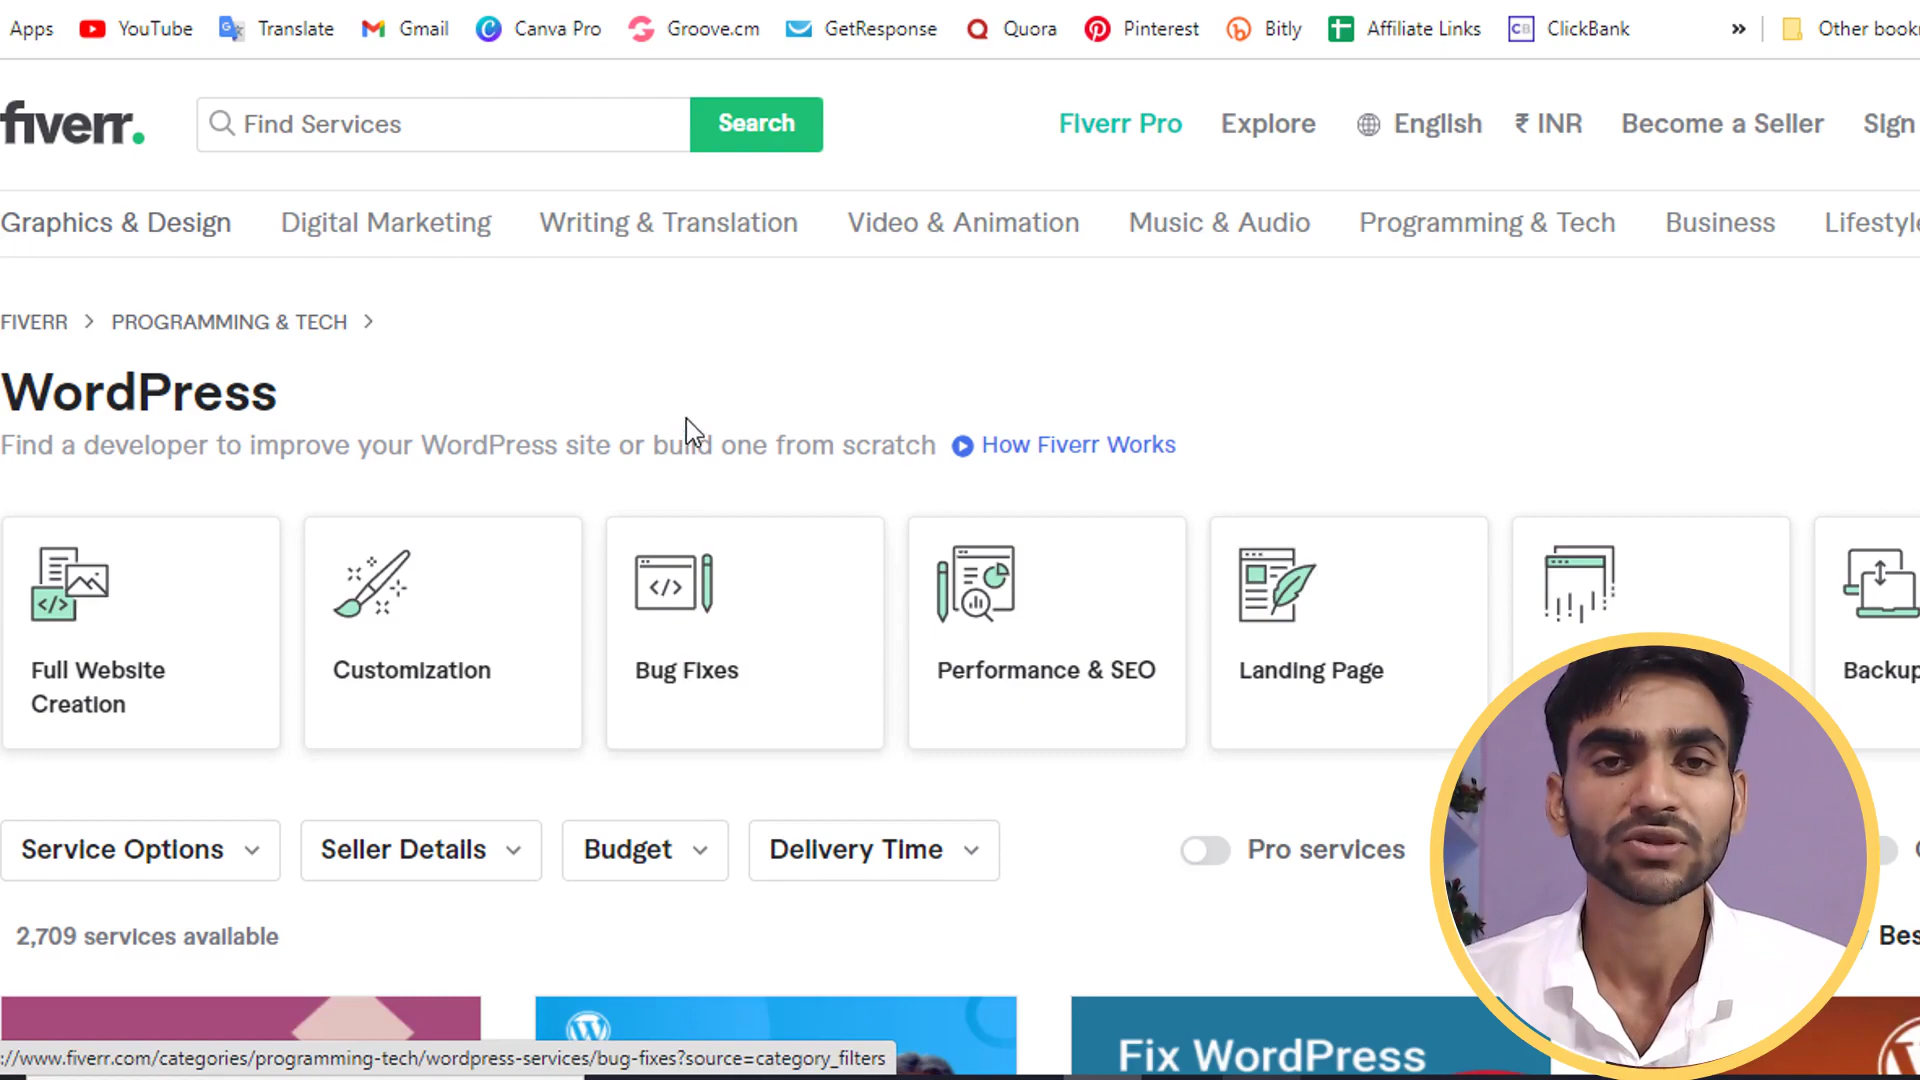 Apps YouTube Translate Gmail Canva Pro Groove.cm GetResponse Quora Pinterest Bitly Affiliate Links CB ClickBank » Other bookr
fiverr. Find Services Search Fiverr Pro Explore English ₹ INR Become a Seller Sign
Graphics & Design Digital Marketing Writing & Translation Video & Animation Music & Audio Programming & Tech Business Lifestyle
FIVERR > PROGRAMMING & TECH >
WordPress
Find a developer to improve your WordPress site or build one from scratch How Fiverr Works
Full Website Creation
Customization
Bug Fixes
Performance & SEO
Landing Page
Backup
Service Options Seller Details Budget Delivery Time Pro services
2,709 services available Bes
Fix WordPress
://www.fiverr.com/categories/programming-tech/wordpress-services/bug-fixes?source=category_filters